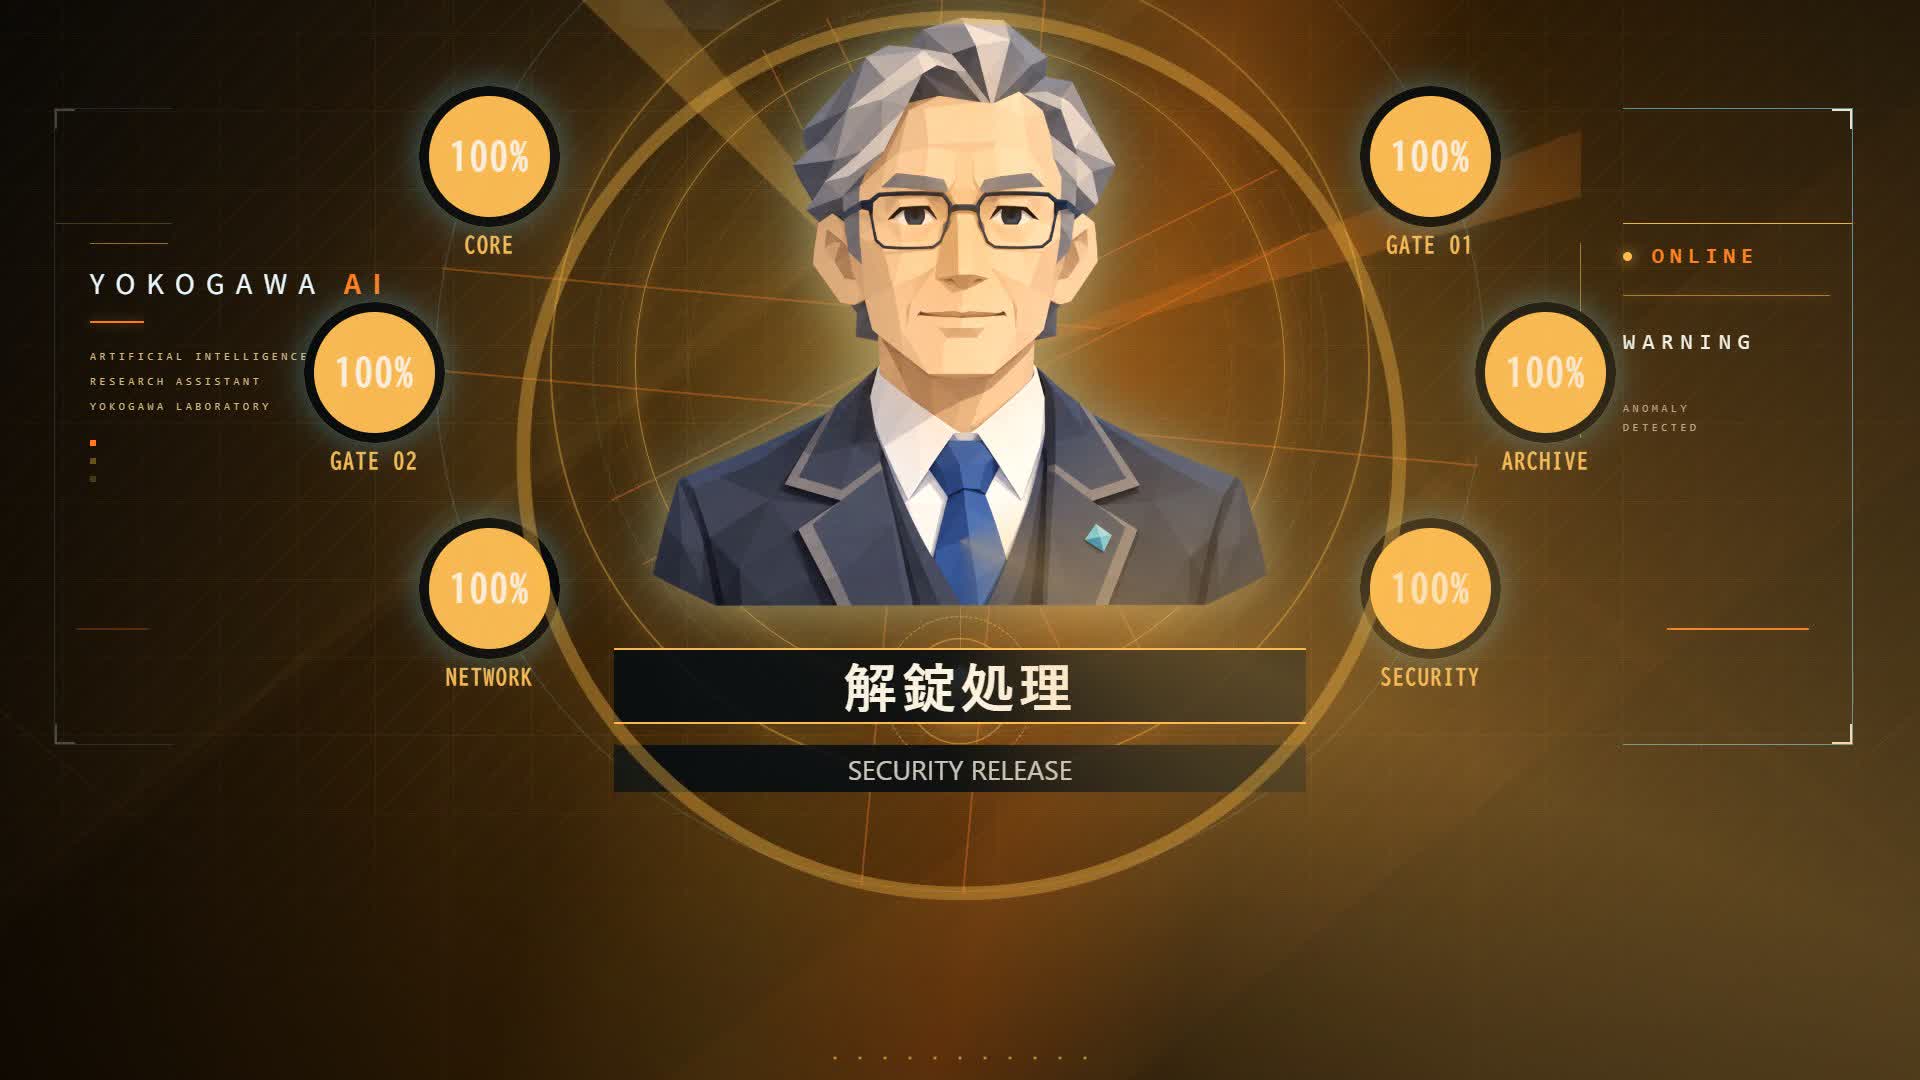 100%
CORE
100%
GATE 01
YOKOGAWA AI
ONLINE
WARNING
ARTIFICIAL INTELLIGENCE
RESEARCH ASSISTANT
YOKOGAWA LABORATORY
100%
GATE 02
100%
ARCHIVE
ANOMALY
DETECTED
100%
NETWORK
100%
SECURITY
解錠処理
SECURITY RELEASE